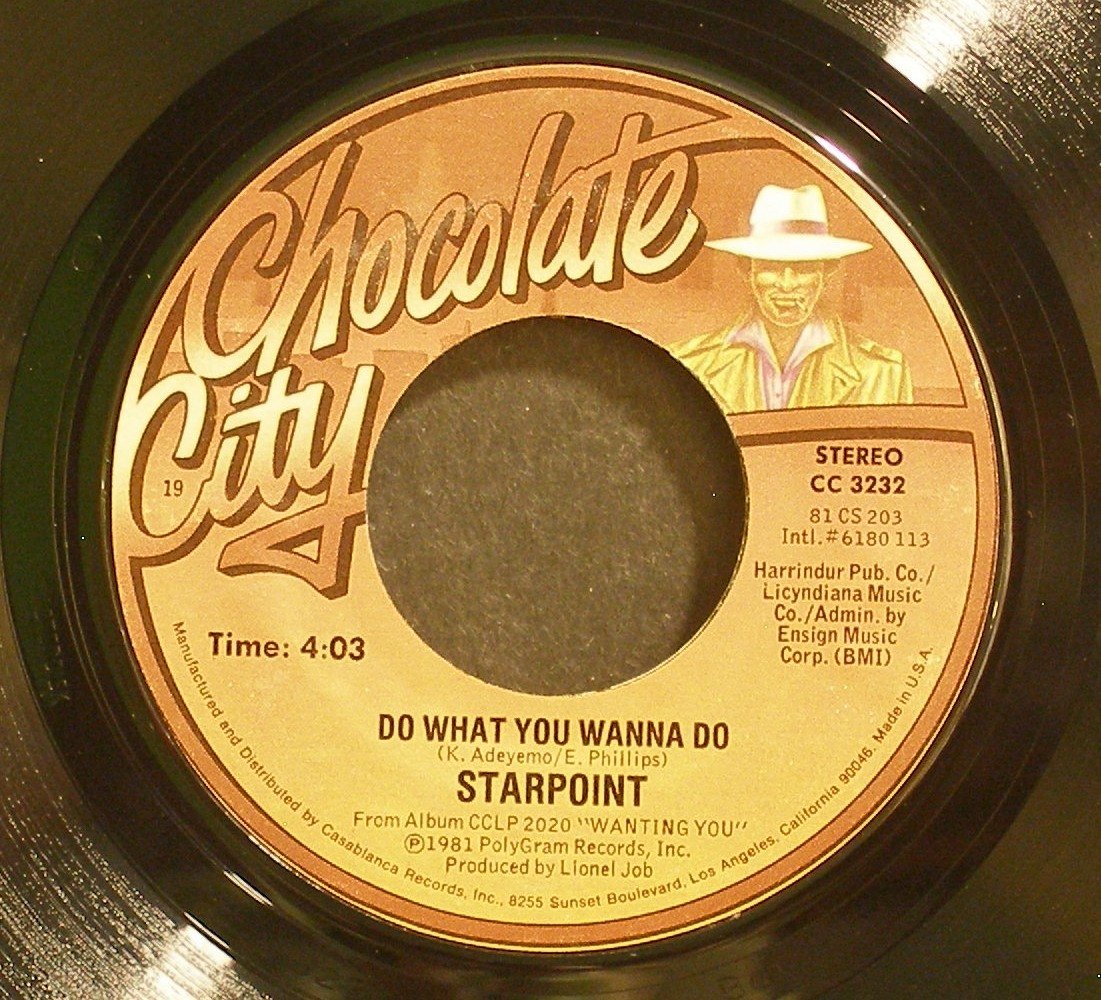 Chocolate
City
19
STEREO
CC 3232
81 CS 203
Intl.#6180 113
Harrindur Pub. Co./
Licyndiana Music
Co./Admin. by
Ensign Music
Corp. (BMI)
Time: 4:03
DO WHAT YOU WANNA DO
(K. Adeyemo/E. Phillips)
STARPOINT
From Album CCLP 2020 "WANTING YOU"
℗1981 PolyGram Records, Inc.
Produced by Lionel Job
Manufactured and Distributed by Casablanca Records, Inc., 8255 Sunset Boulevard, Los Angeles, California 90046. Made in U.S.A.